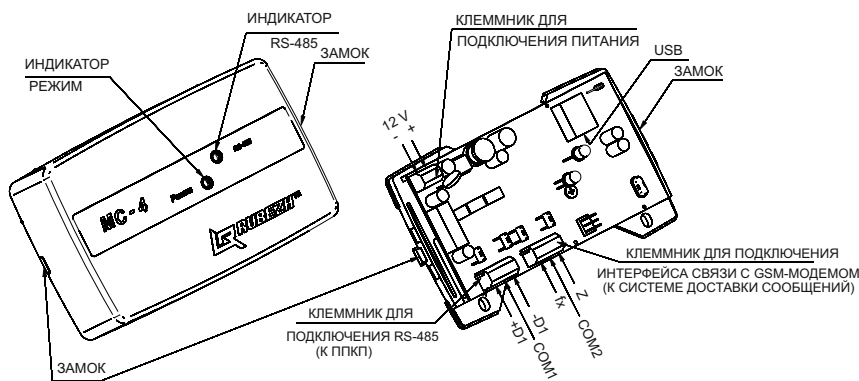 ИНДИКАТОР
RS-485
ЗАМОК
ИНДИКАТОР
РЕЖИМ
КЛЕММНИК ДЛЯ
ПОДКЛЮЧЕНИЯ ПИТАНИЯ
USB
ЗАМОК
12 V
- +
RS-485
Режим
МС-4
RUBEZH™
КЛЕММНИК ДЛЯ ПОДКЛЮЧЕНИЯ
ИНТЕРФЕЙСА СВЯЗИ С GSM-МОДЕМОМ
(К СИСТЕМЕ ДОСТАВКИ СООБЩЕНИЙ)
КЛЕММНИК ДЛЯ
ПОДКЛЮЧЕНИЯ RS-485
(К ППКП)
+D1
-D1
COM1
fx
Z
COM2
ЗАМОК